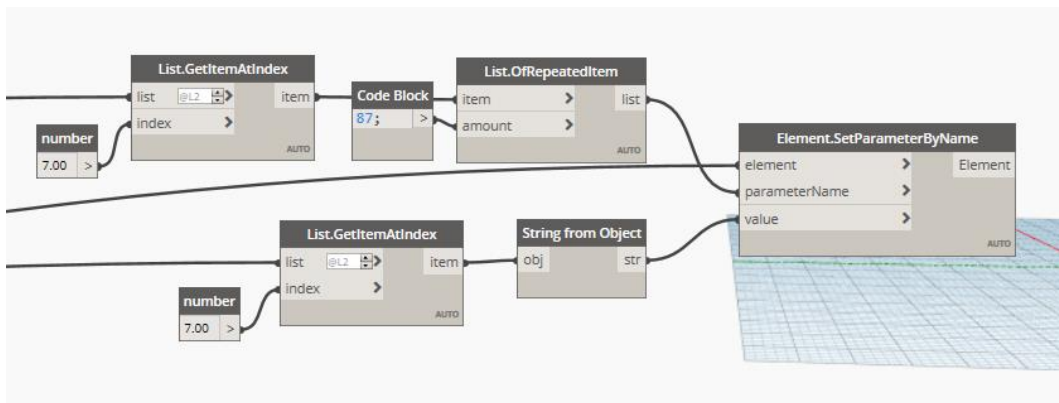 List.GetItemAtIndex
list @L2 > item
index >
AUTO
number
7.00 >
Code Block
87; >
List.OfRepeatedItem
item > list
amount >
AUTO
Element.SetParameterByName
element > Element
parameterName >
value >
AUTO
List.GetItemAtIndex
list @L2 > item
index >
AUTO
number
7.00 >
String from Object
obj str